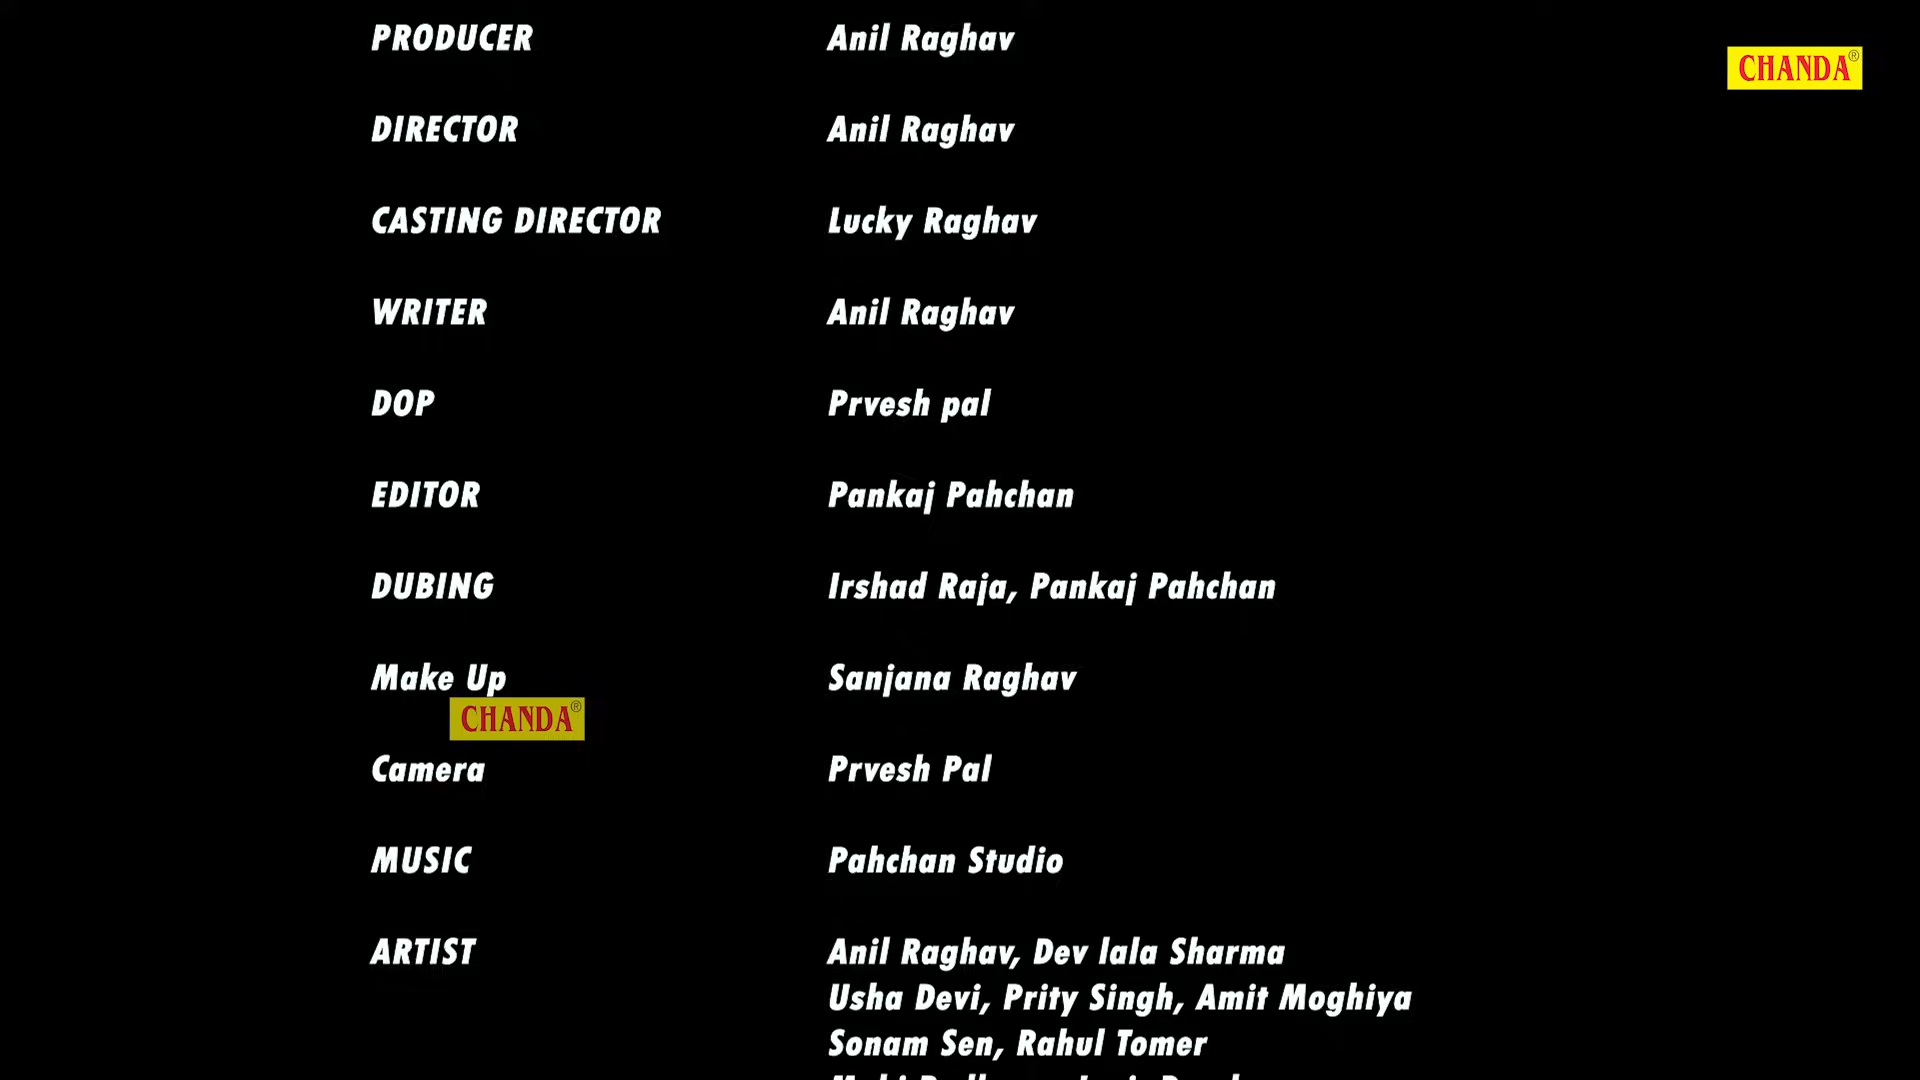 PRODUCER Anil Raghav
CHANDA®
DIRECTOR Anil Raghav
CASTING DIRECTOR Lucky Raghav
WRITER Anil Raghav
DOP Prvesh pal
EDITOR Pankaj Pahchan
DUBING Irshad Raja, Pankaj Pahchan
Make Up Sanjana Raghav
CHANDA®
Camera Prvesh Pal
MUSIC Pahchan Studio
ARTIST Anil Raghav, Dev lala Sharma
Usha Devi, Prity Singh, Amit Moghiya
Sonam Sen, Rahul Tomer